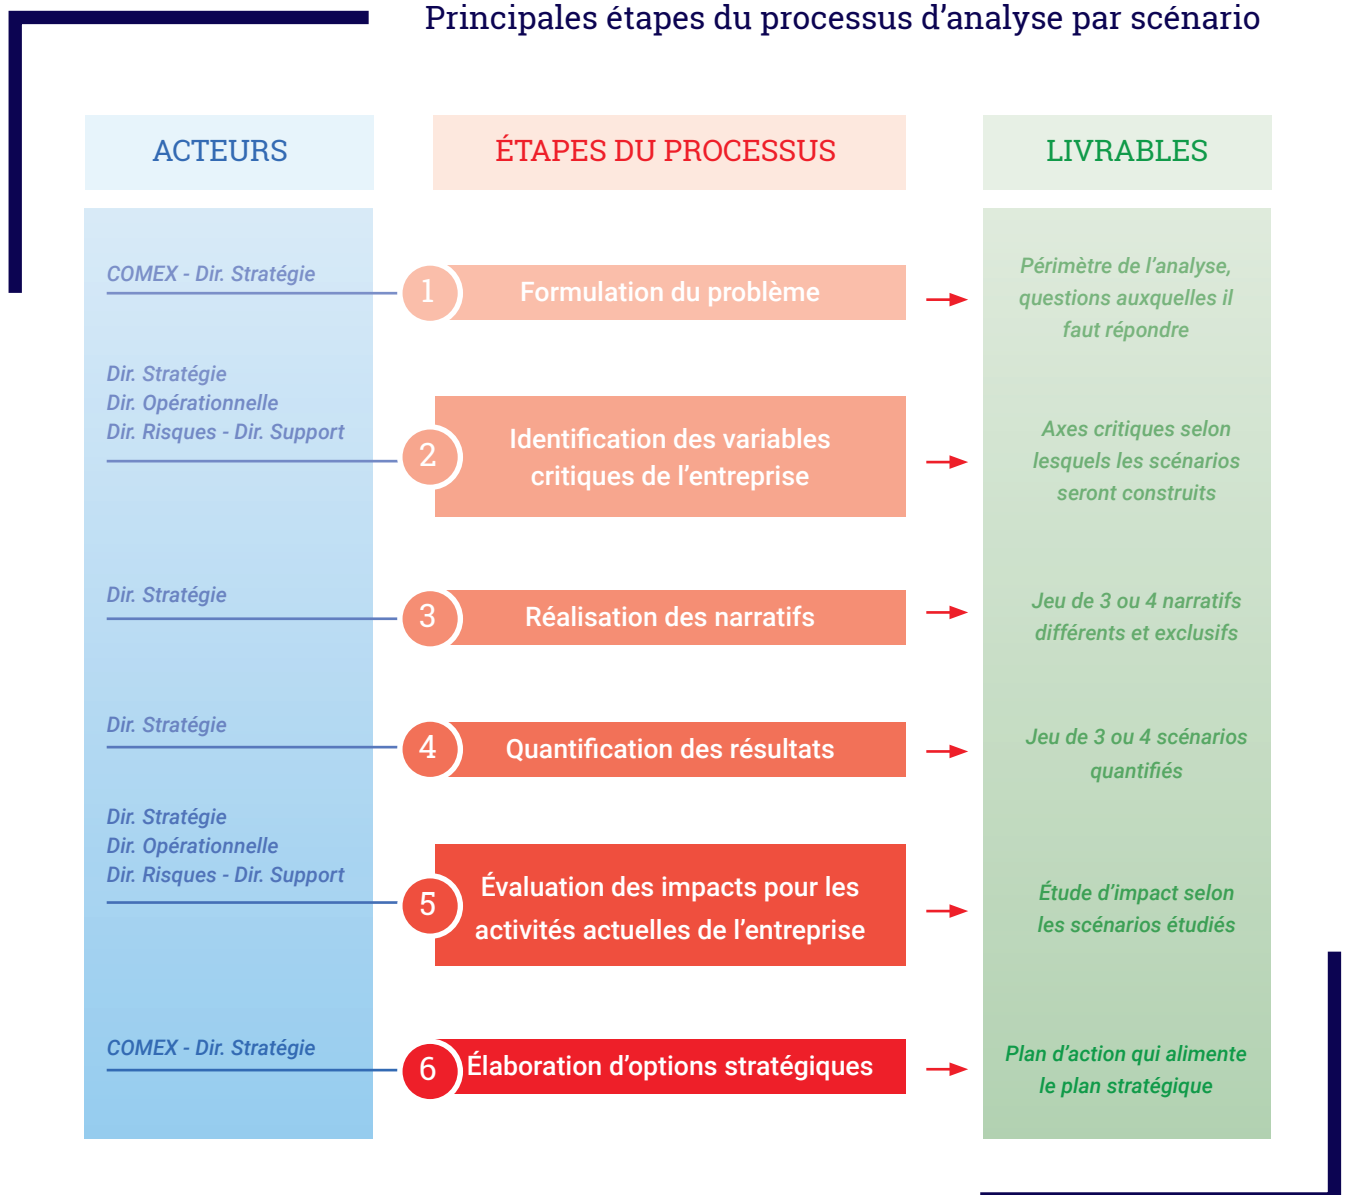 Principales étapes du processus d’analyse par scénario
ACTEURS
ÉTAPES DU PROCESSUS
LIVRABLES
COMEX - Dir. Stratégie
1
Formulation du problème
Périmètre de l’analyse,
questions auxquelles il
faut répondre
Dir. Stratégie
Dir. Opérationnelle
Dir. Risques - Dir. Support
2
Identification des variables
critiques de l’entreprise
Axes critiques selon
lesquels les scénarios
seront construits
Dir. Stratégie
3
Réalisation des narratifs
Jeu de 3 ou 4 narratifs
différents et exclusifs
Dir. Stratégie
4
Quantification des résultats
Jeu de 3 ou 4 scénarios
quantifiés
Dir. Stratégie
Dir. Opérationnelle
Dir. Risques - Dir. Support
5
Évaluation des impacts pour les
activités actuelles de l’entreprise
Étude d’impact selon
les scénarios étudiés
COMEX - Dir. Stratégie
6
Élaboration d’options stratégiques
Plan d’action qui alimente
le plan stratégique